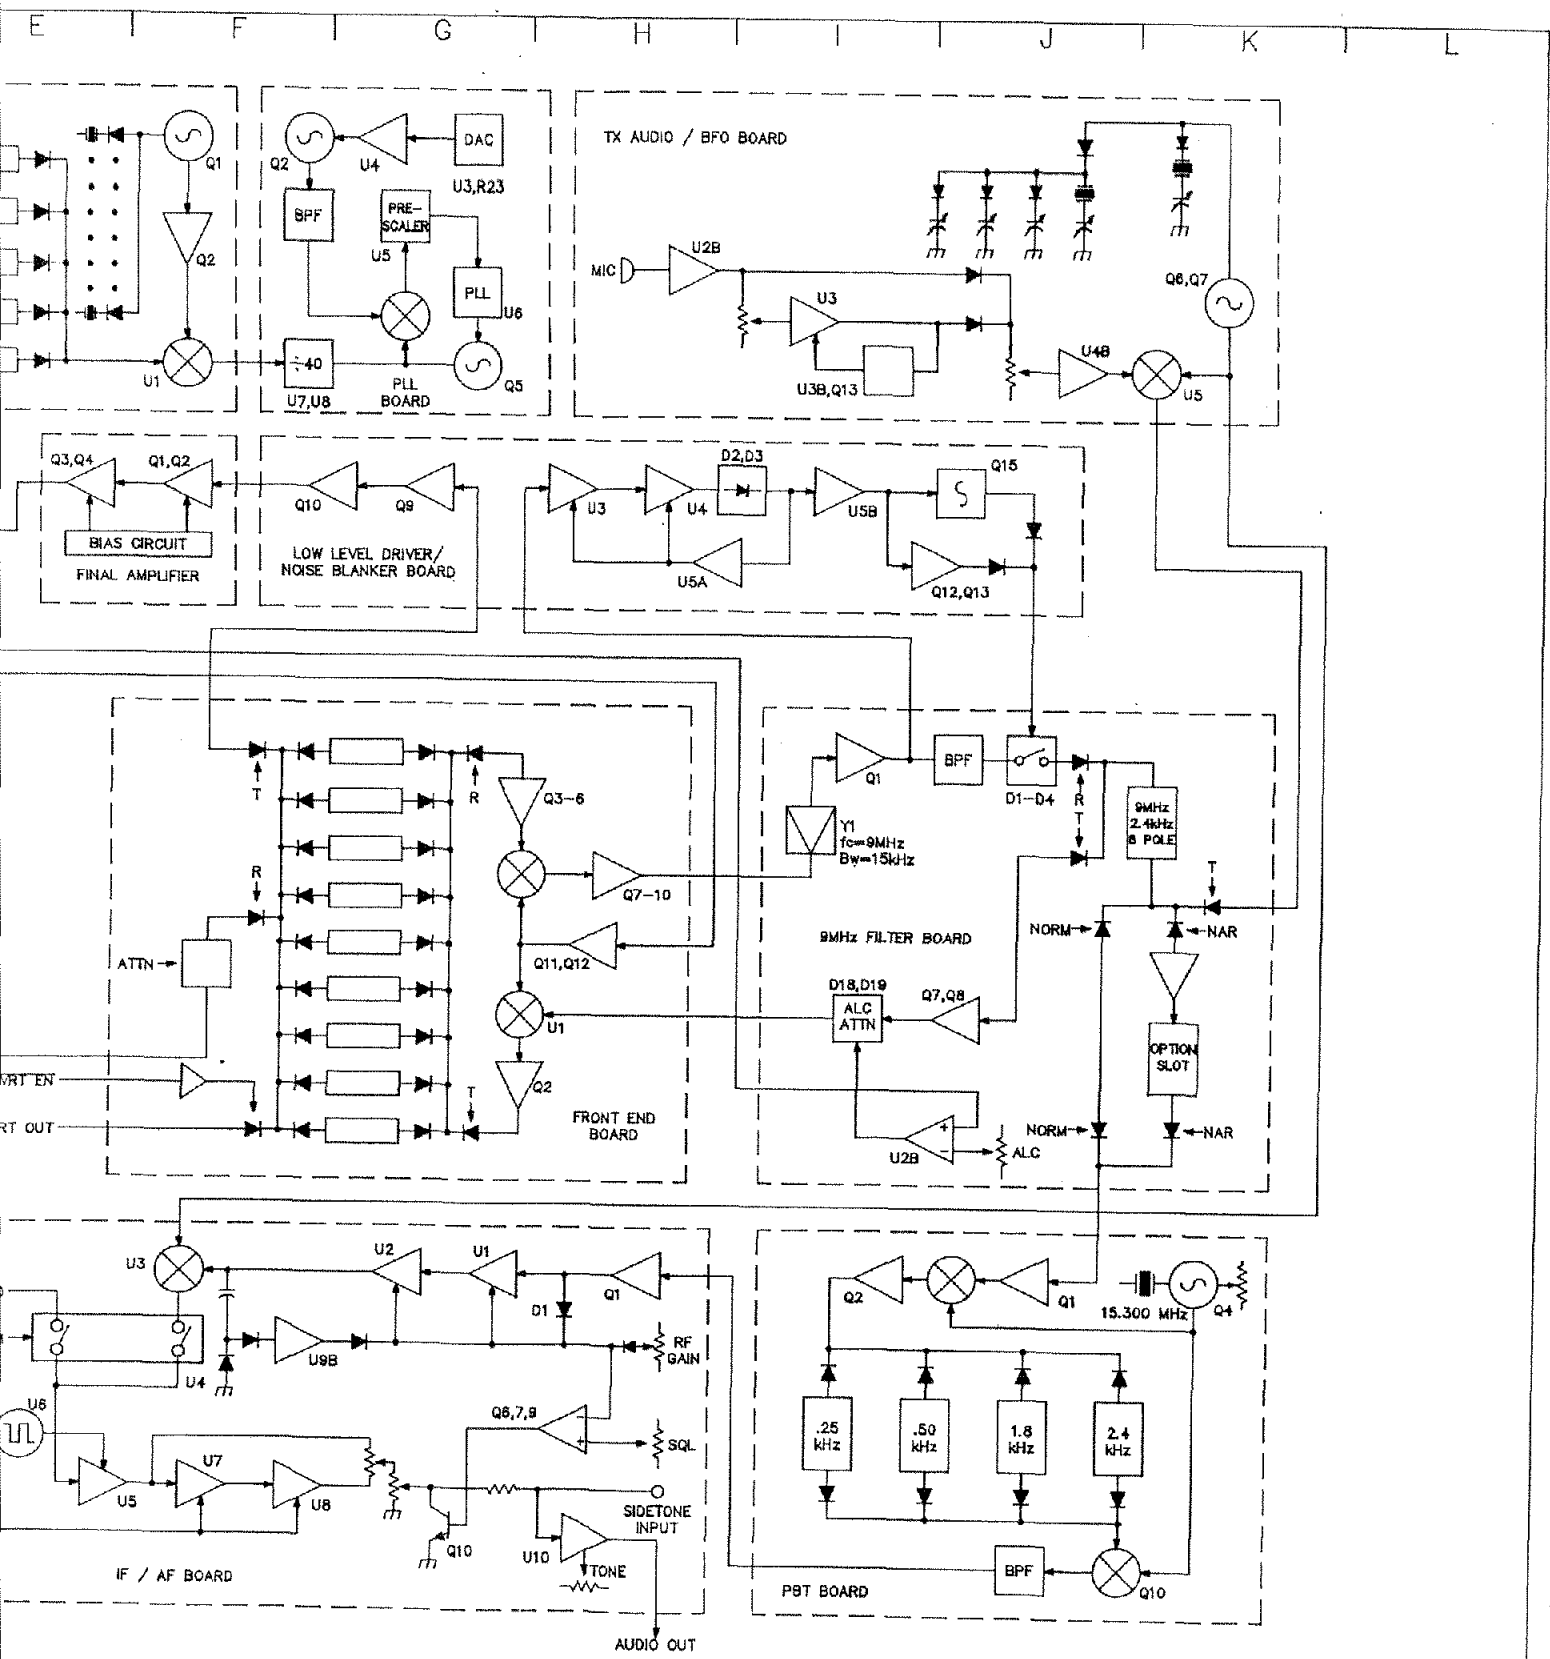 E F G H J K L
Q1
Q2
U1
Q2
U4
DAC
U3,R23
BPF
PRE-
SCALER
U5
PLL
U6
÷40
U7,U8
PLL
BOARD
Q5
TX AUDIO / BFO BOARD
MIC
U2B
U3
U3B,Q13
U4B
U5
Q6,Q7
Q3,Q4
Q1,Q2
BIAS CIRCUIT
FINAL AMPLIFIER
Q10
Q9
LOW LEVEL DRIVER/
NOISE BLANKER BOARD
U3
U4
D2,D3
U5A
U5B
Q15
Q12,Q13
T
R
Q3-6
Q7-10
R
ATTN
Q11,Q12
U1
Q2
T
VRT EN
RT OUT
FRONT END
BOARD
Q1
BPF
D1-D4
R
T
Y1
fc=9MHz
Bw=15kHz
9MHz
2.4kHz
8 POLE
T
NORM
NAR
9MHz FILTER BOARD
D18,D19
ALC
ATTN
Q7,Q8
OPTION
SLOT
NORM
NAR
U2B
+
-
ALC
U3
U2
U1
Q1
D1
U9B
RF
GAIN
U4
U6
Q6,7,9
+
SQL
U5
U7
U8
Q10
SIDETONE
INPUT
U10
TONE
IF / AF BOARD
AUDIO OUT
Q2
Q1
15.300 MHz
Q4
.25
kHz
.50
kHz
1.8
kHz
2.4
kHz
BPF
Q10
PBT BOARD